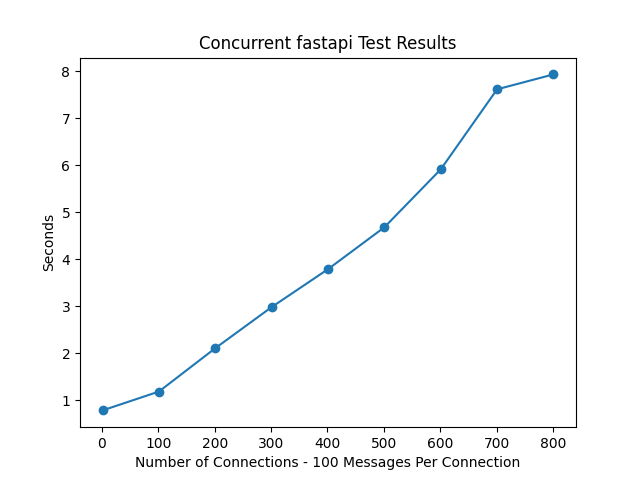 Concurrent fastapi Test Results
8
7
6
5
4
3
2
1
Seconds
0 100 200 300 400 500 600 700 800
Number of Connections - 100 Messages Per Connection